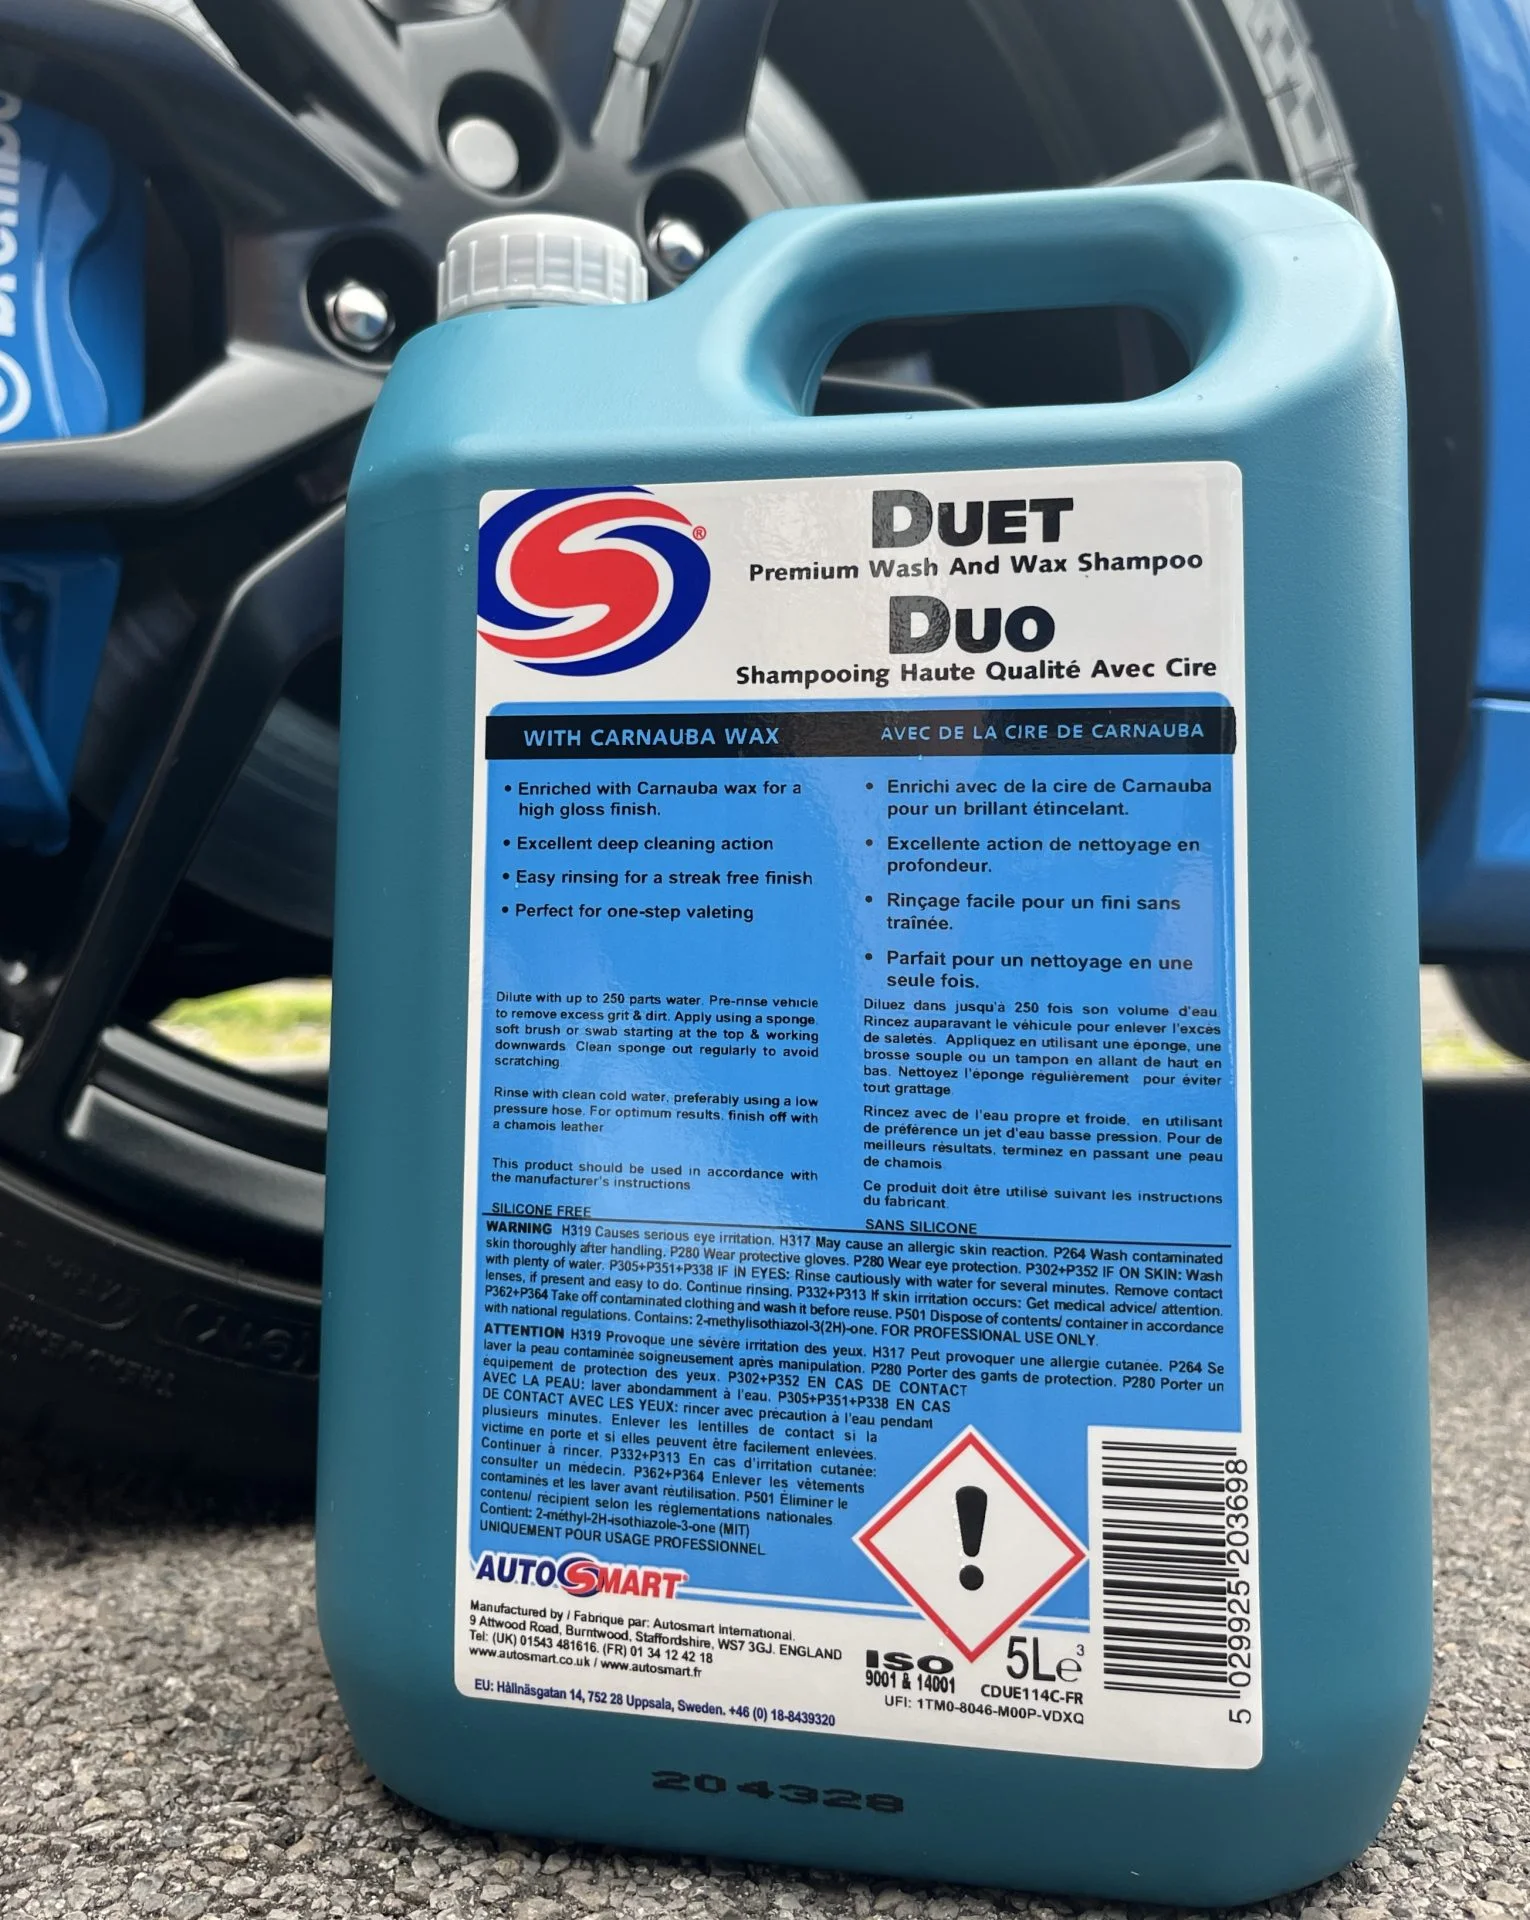 brembo
®
DUET
Premium Wash And Wax Shampoo
DUO
Shampooing Haute Qualité Avec Cire
WITH CARNAUBA WAX
• Enriched with Carnauba wax for a
high gloss finish.
• Excellent deep cleaning action
• Easy rinsing for a streak free finish
• Perfect for one-step valeting
Dilute with up to 250 parts water. Pre-rinse vehicle
to remove excess grit & dirt. Apply using a sponge,
soft brush or swab starting at the top & working
downwards. Clean sponge out regularly to avoid
scratching.
Rinse with clean cold water, preferably using a low
pressure hose. For optimum results, finish off with
a chamois leather
This product should be used in accordance with
the manufacturer's instructions
SILICONE FREE
AVEC DE LA CIRE DE CARNAUBA
• Enrichi avec de la cire de Carnauba
pour un brillant étincelant.
• Excellente action de nettoyage en
profondeur.
• Rinçage facile pour un fini sans
traînée.
• Parfait pour un nettoyage en une
seule fois.
Diluez dans jusqu'à 250 fois son volume d'eau.
Rincez auparavant le véhicule pour enlever l'excès
de saletés. Appliquez en utilisant une éponge, une
brosse souple ou un tampon en allant de haut en
bas. Nettoyez l'éponge régulièrement pour éviter
tout grattage.
Rincez avec de l'eau propre et froide, en utilisant
de préférence un jet d'eau basse pression. Pour de
meilleurs résultats, terminez en passant une peau
de chamois.
Ce produit doit être utilisé suivant les instructions
du fabricant.
SANS SILICONE
WARNING H319 Causes serious eye irritation. H317 May cause an allergic skin reaction. P264 Wash contaminated
skin thoroughly after handling. P280 Wear protective gloves. P280 Wear eye protection. P302+P352 IF ON SKIN: Wash
with plenty of water. P305+P351+P338 IF IN EYES: Rinse cautiously with water for several minutes. Remove contact
lenses, if present and easy to do. Continue rinsing. P332+P313 If skin irritation occurs: Get medical advice/ attention.
P362+P364 Take off contaminated clothing and wash it before reuse. P501 Dispose of contents/ container in accordance
with national regulations. Contains: 2-methylisothiazol-3(2H)-one. FOR PROFESSIONAL USE ONLY.
ATTENTION H319 Provoque une sévère irritation des yeux. H317 Peut provoquer une allergie cutanée. P264 Se
laver la peau contaminée soigneusement après manipulation. P280 Porter des gants de protection. P280 Porter un
équipement de protection des yeux. P302+P352 EN CAS DE CONTACT
AVEC LA PEAU: laver abondamment à l'eau. P305+P351+P338 EN CAS
DE CONTACT AVEC LES YEUX: rincer avec précaution à l'eau pendant
plusieurs minutes. Enlever les lentilles de contact si la
victime en porte et si elles peuvent être facilement enlevées.
Continuer à rincer. P332+P313 En cas d'irritation cutanée:
consulter un médecin. P362+P364 Enlever les vêtements
contaminés et les laver avant réutilisation. P501 Éliminer le
contenu/ récipient selon les réglementations nationales.
Contient: 2-méthyl-2H-isothiazole-3-one (MIT)
UNIQUEMENT POUR USAGE PROFESSIONNEL
AUTOSMART
Manufactured by / Fabrique par: Autosmart International.
9 Attwood Road, Burntwood, Staffordshire, WS7 3GJ. ENGLAND
Tel: (UK) 01543 481616. (FR) 01 34 12 42 18
www.autosmart.co.uk / www.autosmart.fr
EU: Hällnäsgatan 14, 752 28 Uppsala, Sweden. +46 (0) 18-8439320
ISO
9001 & 14001
5Le
3
CDUE114C-FR
UFI: 1TM0-8046-M00P-VDXQ
5 029925 203698
204328